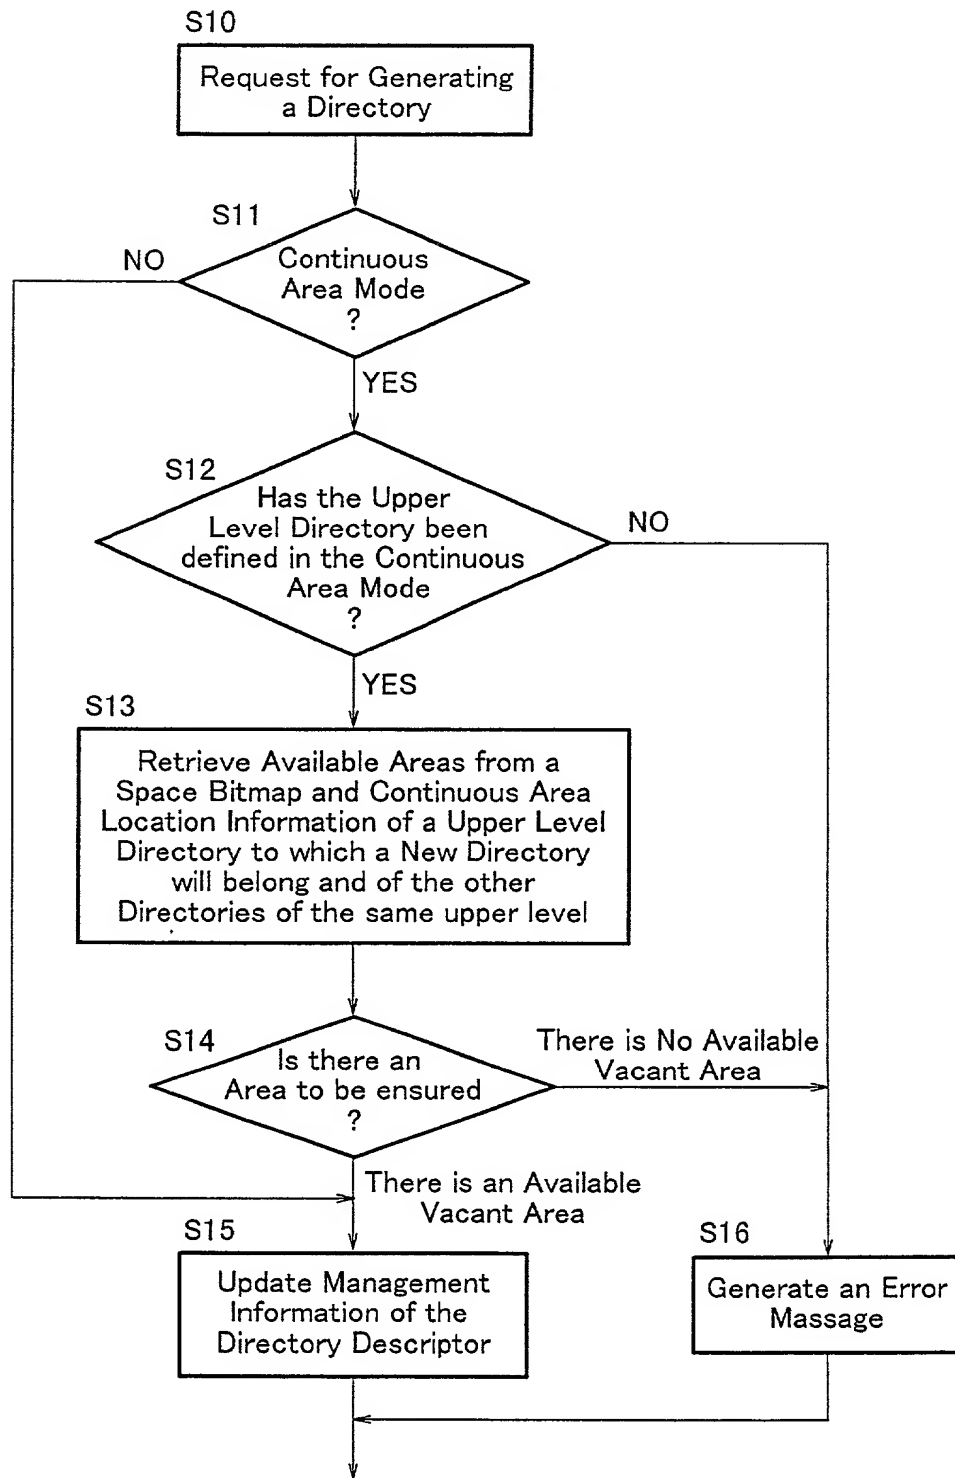 S10
Request for Generating
a Directory
S11
NO
Continuous
Area Mode
?
YES
S12
Has the Upper
Level Directory been
defined in the Continuous
Area Mode
?
NO
YES
S13
Retrieve Available Areas from a
Space Bitmap and Continuous Area
Location Information of a Upper Level
Directory to which a New Directory
will belong and of the other
Directories of the same upper level
S14
Is there an
Area to be ensured
?
There is No Available
Vacant Area
There is an Available
Vacant Area
S15
Update Management
Information of the
Directory Descriptor
S16
Generate an Error
Massage